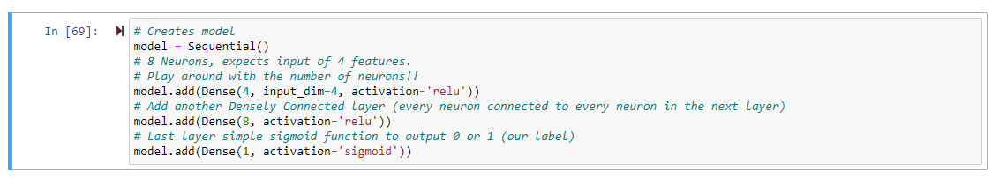 In [69]:
# Creates model
model = Sequential()
# 8 Neurons, expects input of 4 features.
# Play around with the number of neurons!!
model.add(Dense(4, input_dim=4, activation='relu'))
# Add another Densely Connected layer (every neuron connected to every neuron in the next layer)
model.add(Dense(8, activation='relu'))
# Last layer simple sigmoid function to output 0 or 1 (our label)
model.add(Dense(1, activation='sigmoid'))